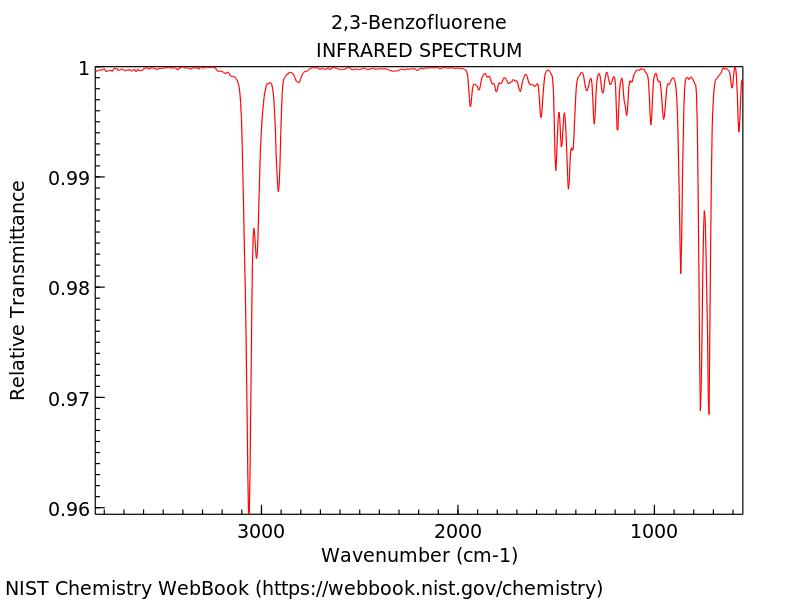 2,3-Benzofluorene
INFRARED SPECTRUM
1
0.99
0.98
0.97
0.96
Relative Transmittance
3000 2000 1000
Wavenumber (cm-1)
NIST Chemistry WebBook (https://webbook.nist.gov/chemistry)